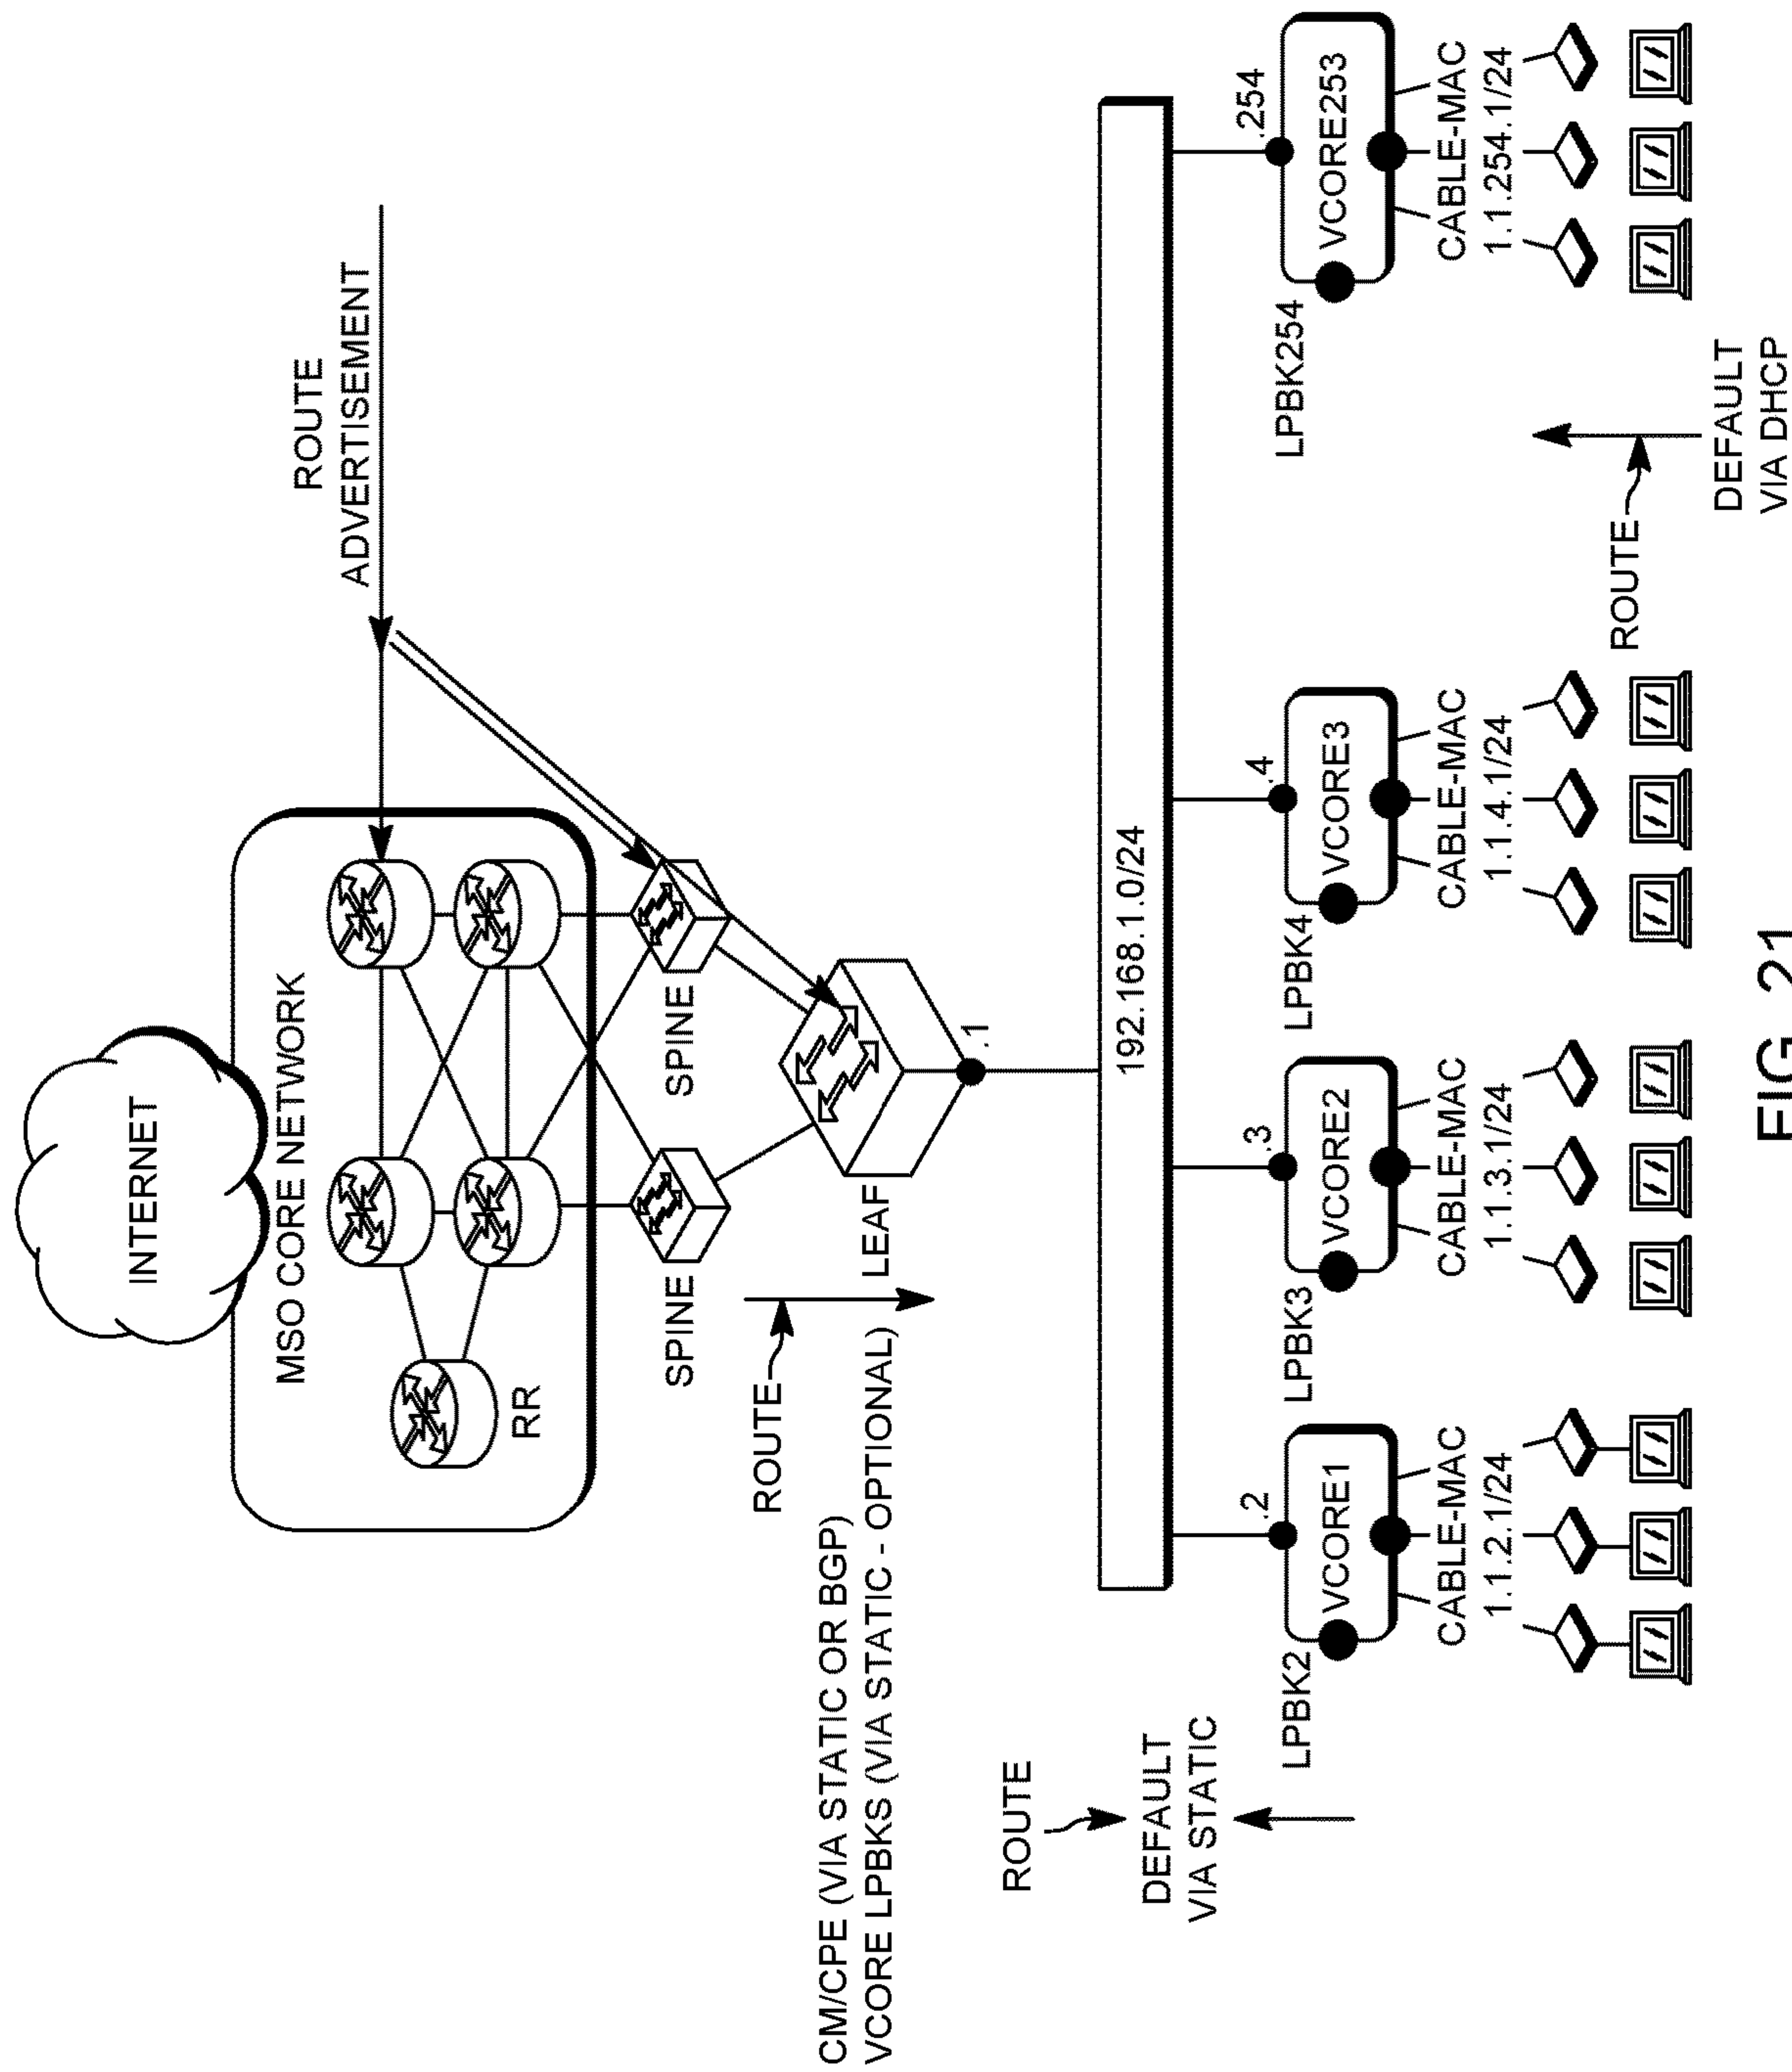 INTERNET
MSO CORE NETWORK
RR
ROUTE
ADVERTISEMENT
SPINE
SPINE
LEAF
ROUTE
CM/CPE (VIA STATIC OR BGP)
VCORE LPBKS (VIA STATIC - OPTIONAL)
.1
192.168.1.0/24
ROUTE
DEFAULT
VIA STATIC
.2
LPBK2
VCORE1
CABLE-MAC
1.1.2.1/24
.3
LPBK3
VCORE2
CABLE-MAC
1.1.3.1/24
.4
LPBK4
VCORE3
CABLE-MAC
1.1.4.1/24
.254
LPBK254
VCORE253
CABLE-MAC
1.1.254.1/24
ROUTE
DEFAULT
VIA DHCP
FIG. 21